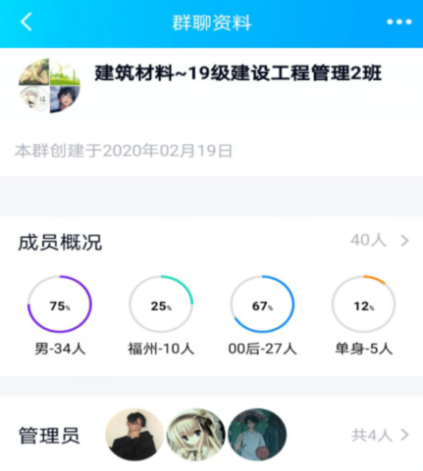 群聊资料
建筑材料~19级建设工程管理2班
本群创建于2020年02月19日
成员概况 40人
75% 25% 67% 12%
男-34人 福州-10人 00后-27人 单身-5人
管理员 共4人